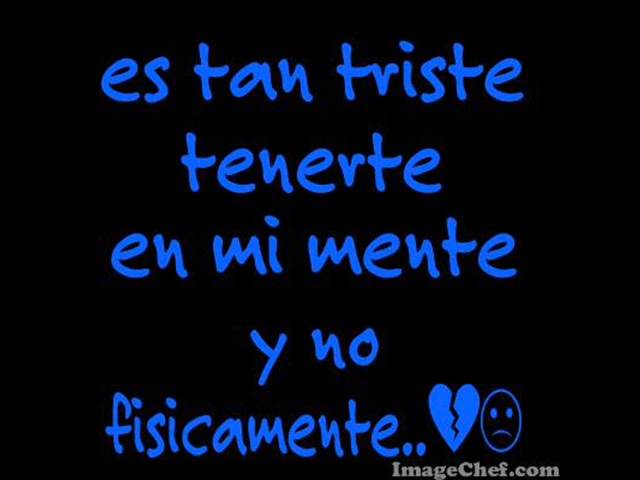 es tan triste
tenerte
en mi mente
y no
fisicamente..💔☹
ImageChef.com